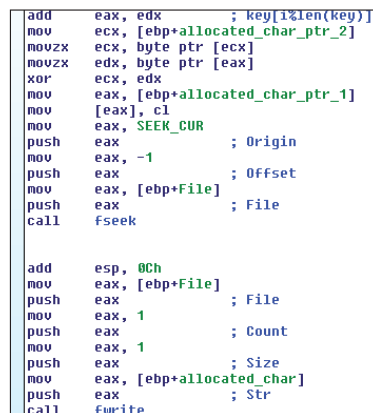 add eax, edx ; key[i%len(key)]
mov ecx, [ebp+allocated_char_ptr_2]
movzx ecx, byte ptr [ecx]
movzx edx, byte ptr [eax]
xor ecx, edx
mov eax, [ebp+allocated_char_ptr_1]
mov [eax], cl
mov eax, SEEK_CUR
push eax ; Origin
mov eax, -1
push eax ; Offset
mov eax, [ebp+File]
push eax ; File
call fseek
add esp, 0Ch
mov eax, [ebp+File]
push eax ; File
mov eax, 1
push eax ; Count
mov eax, 1
push eax ; Size
mov eax, [ebp+allocated_char]
push eax ; Str
call fwrite